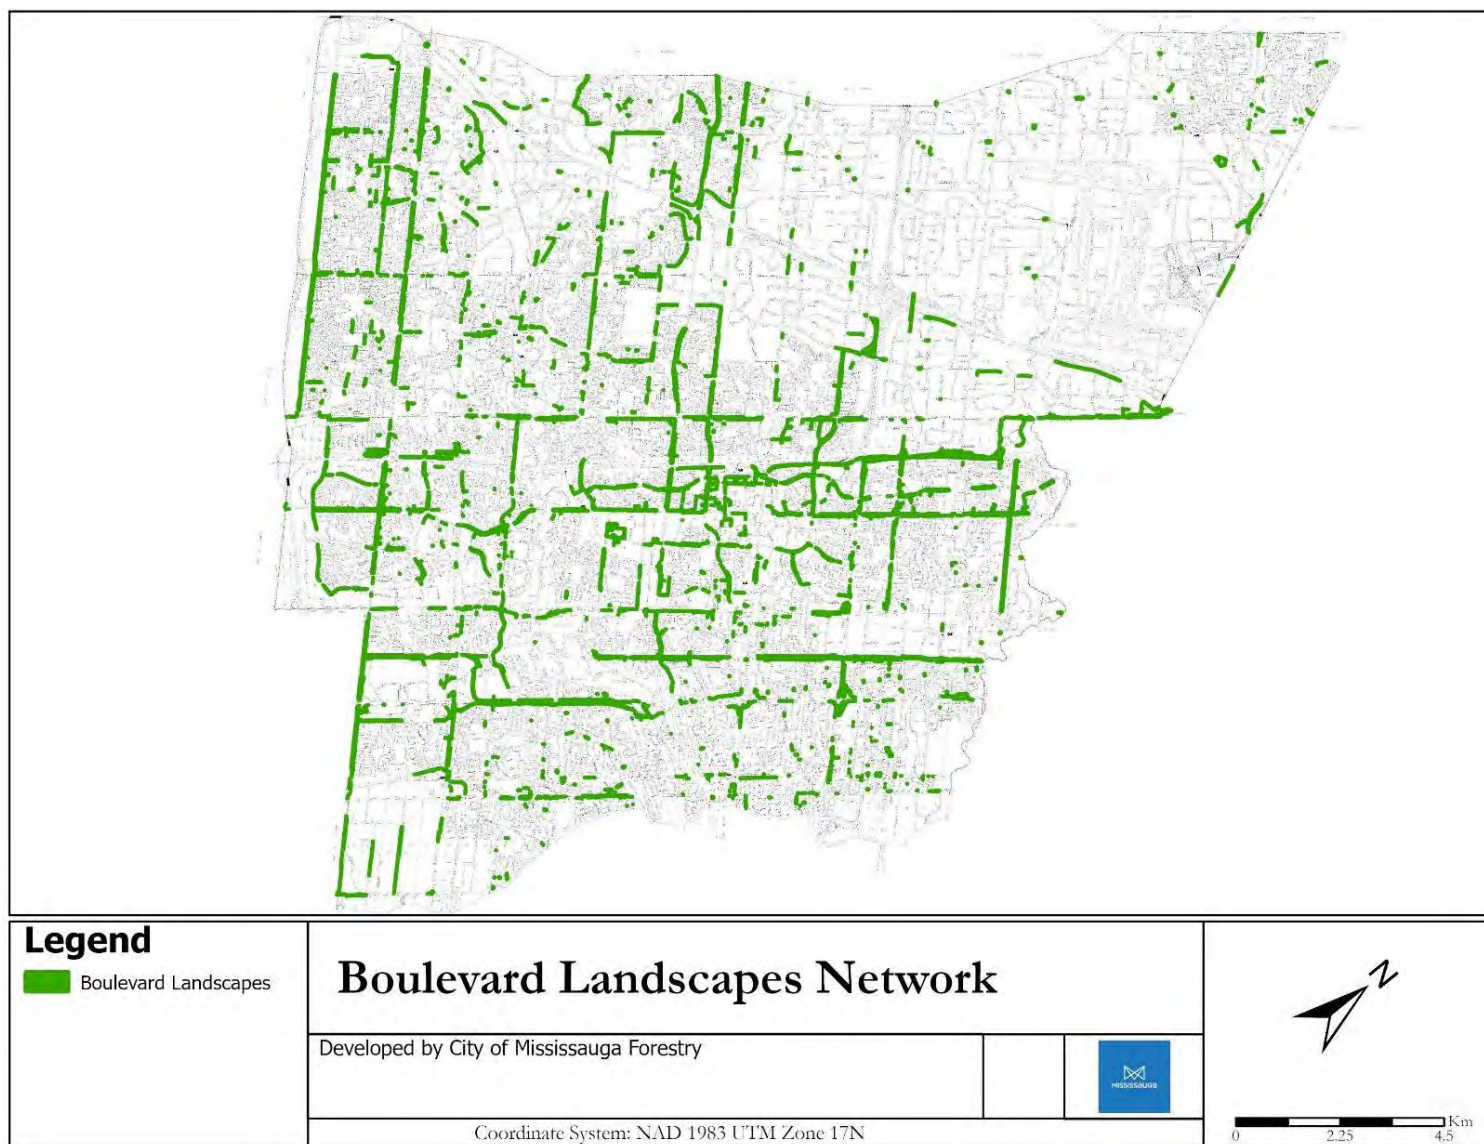 Legend
Boulevard Landscapes
Boulevard Landscapes Network
Developed by City of Mississauga Forestry
MISSISSAUGA
Coordinate System: NAD 1983 UTM Zone 17N
N
Km
0 2.25 4.5